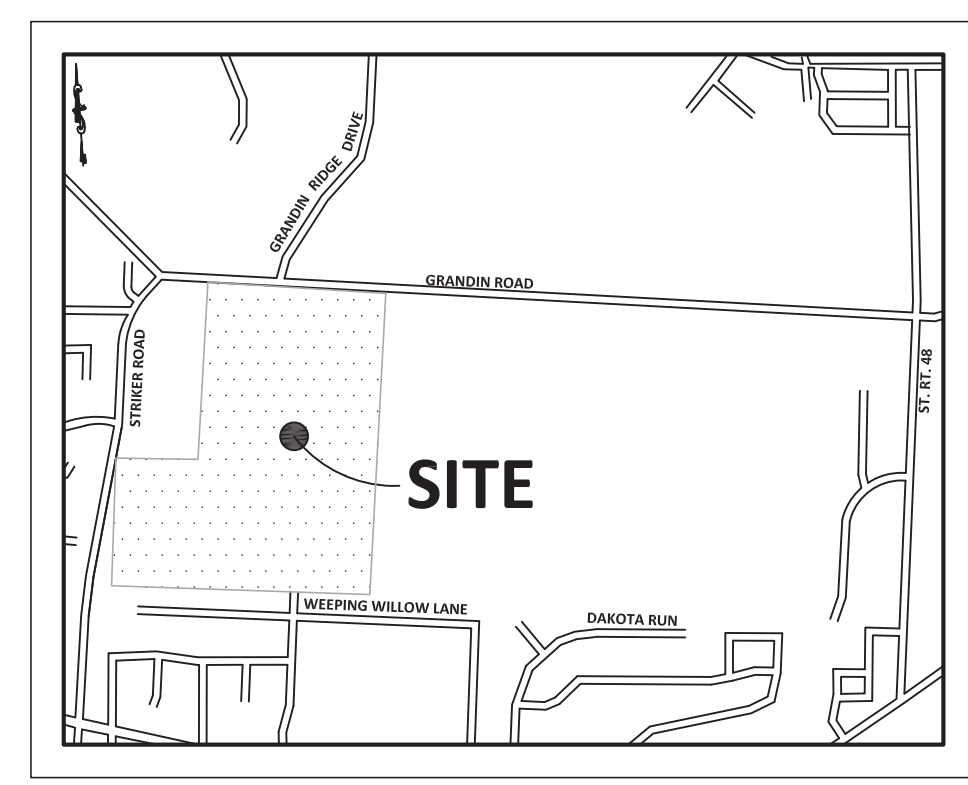 GRANDIN RIDGE DRIVE
GRANDIN ROAD
STRIKER ROAD
ST. RT. 48
SITE
WEEPING WILLOW LANE
DAKOTA RUN